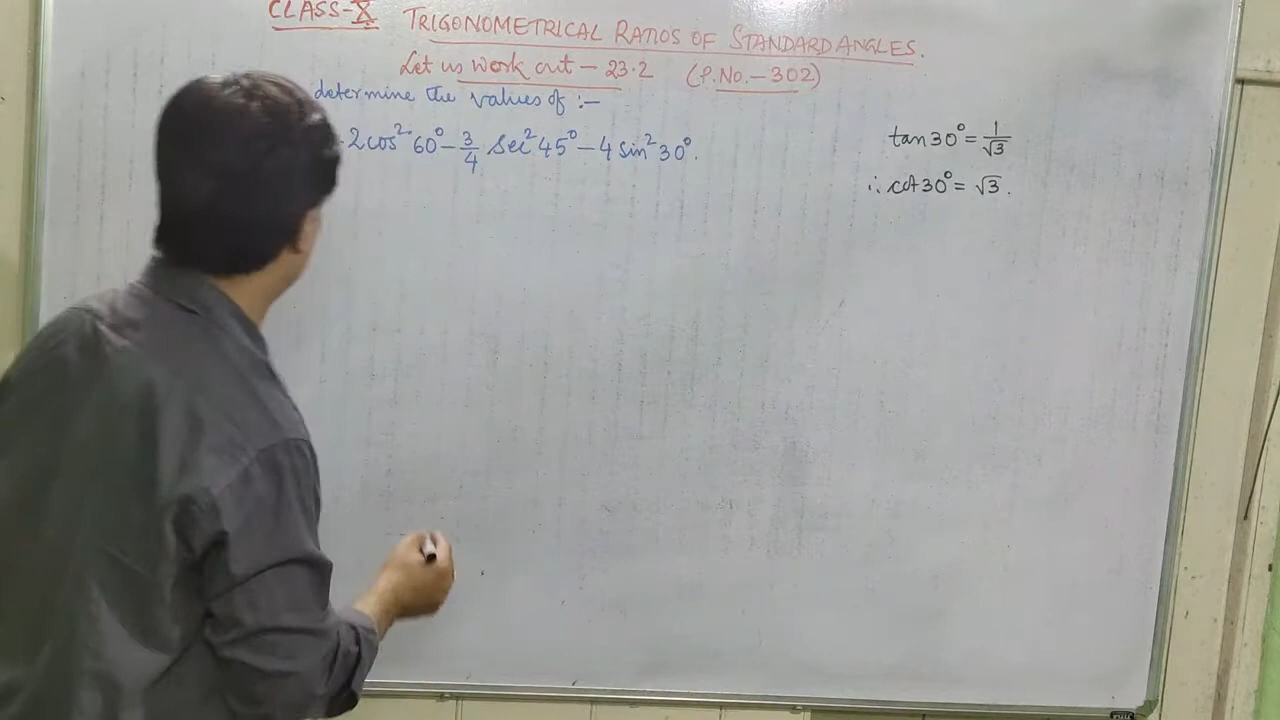 CLASS-X TRIGONOMETRICAL RATIOS OF STANDARD ANGLES.
Let us work out – 23.2 (P.No.–302)
determine the values of :–
2cos²60° – 3/4 sec²45° – 4 sin²30°.
tan30° = 1/√3
∴ cot30° = √3.